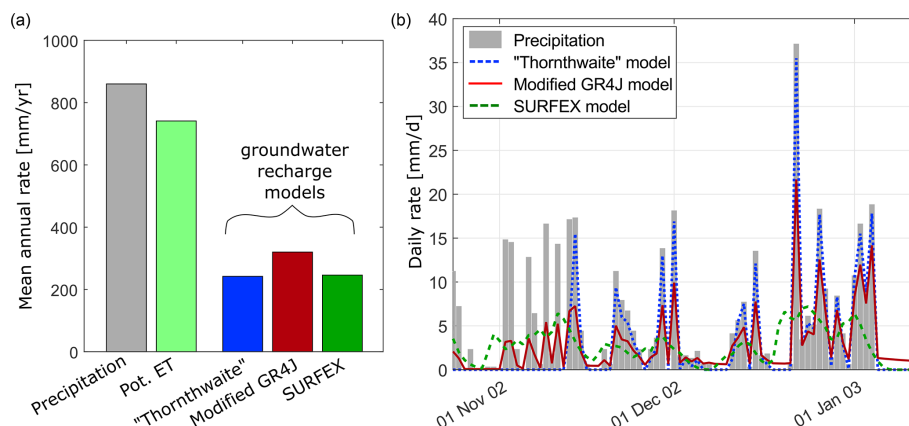 (a)
Mean annual rate [mm/yr]
1000
800
600
400
200
0
groundwater
recharge
models
Precipitation
Pot. ET
"Thornthwaite"
Modified GR4J
SURFEX
(b)
Daily rate [mm/d]
40
35
30
25
20
15
10
5
0
Precipitation
"Thornthwaite" model
Modified GR4J model
SURFEX model
01 Nov 02
01 Dec 02
01 Jan 03